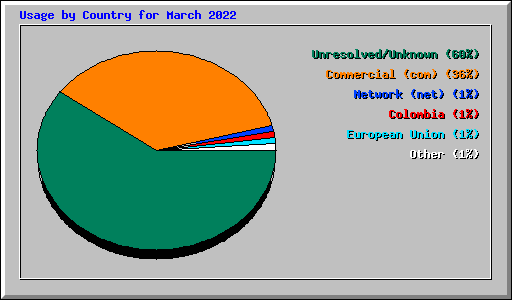 Usage by Country for March 2022
Unresolved/Unknown (60%)
Commercial (com) (36%)
Network (net) (1%)
Colombia (1%)
European Union (1%)
Other (1%)